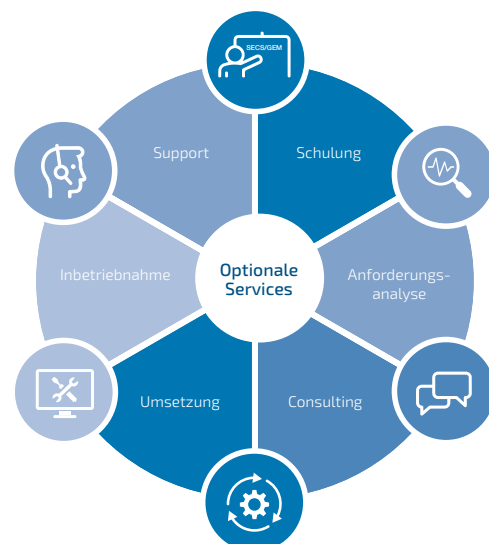 SECS/GEM
Support
Schulung
Inbetriebnahme
Optionale
Services
Anforderungs-
analyse
Umsetzung
Consulting